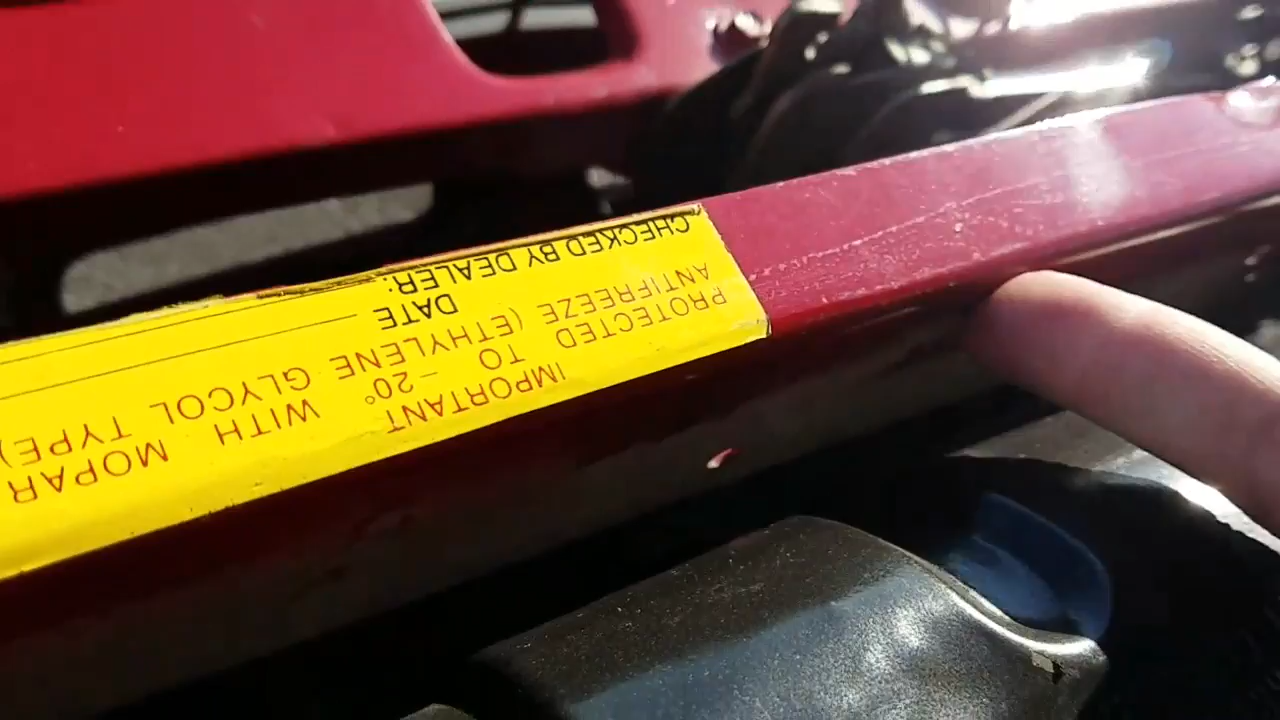 IMPORTANT
PROTECTED TO -20° WITH MOPAR
ANTIFREEZE (ETHYLENE GLYCOL TYPE)
DATE
CHECKED BY DEALER: